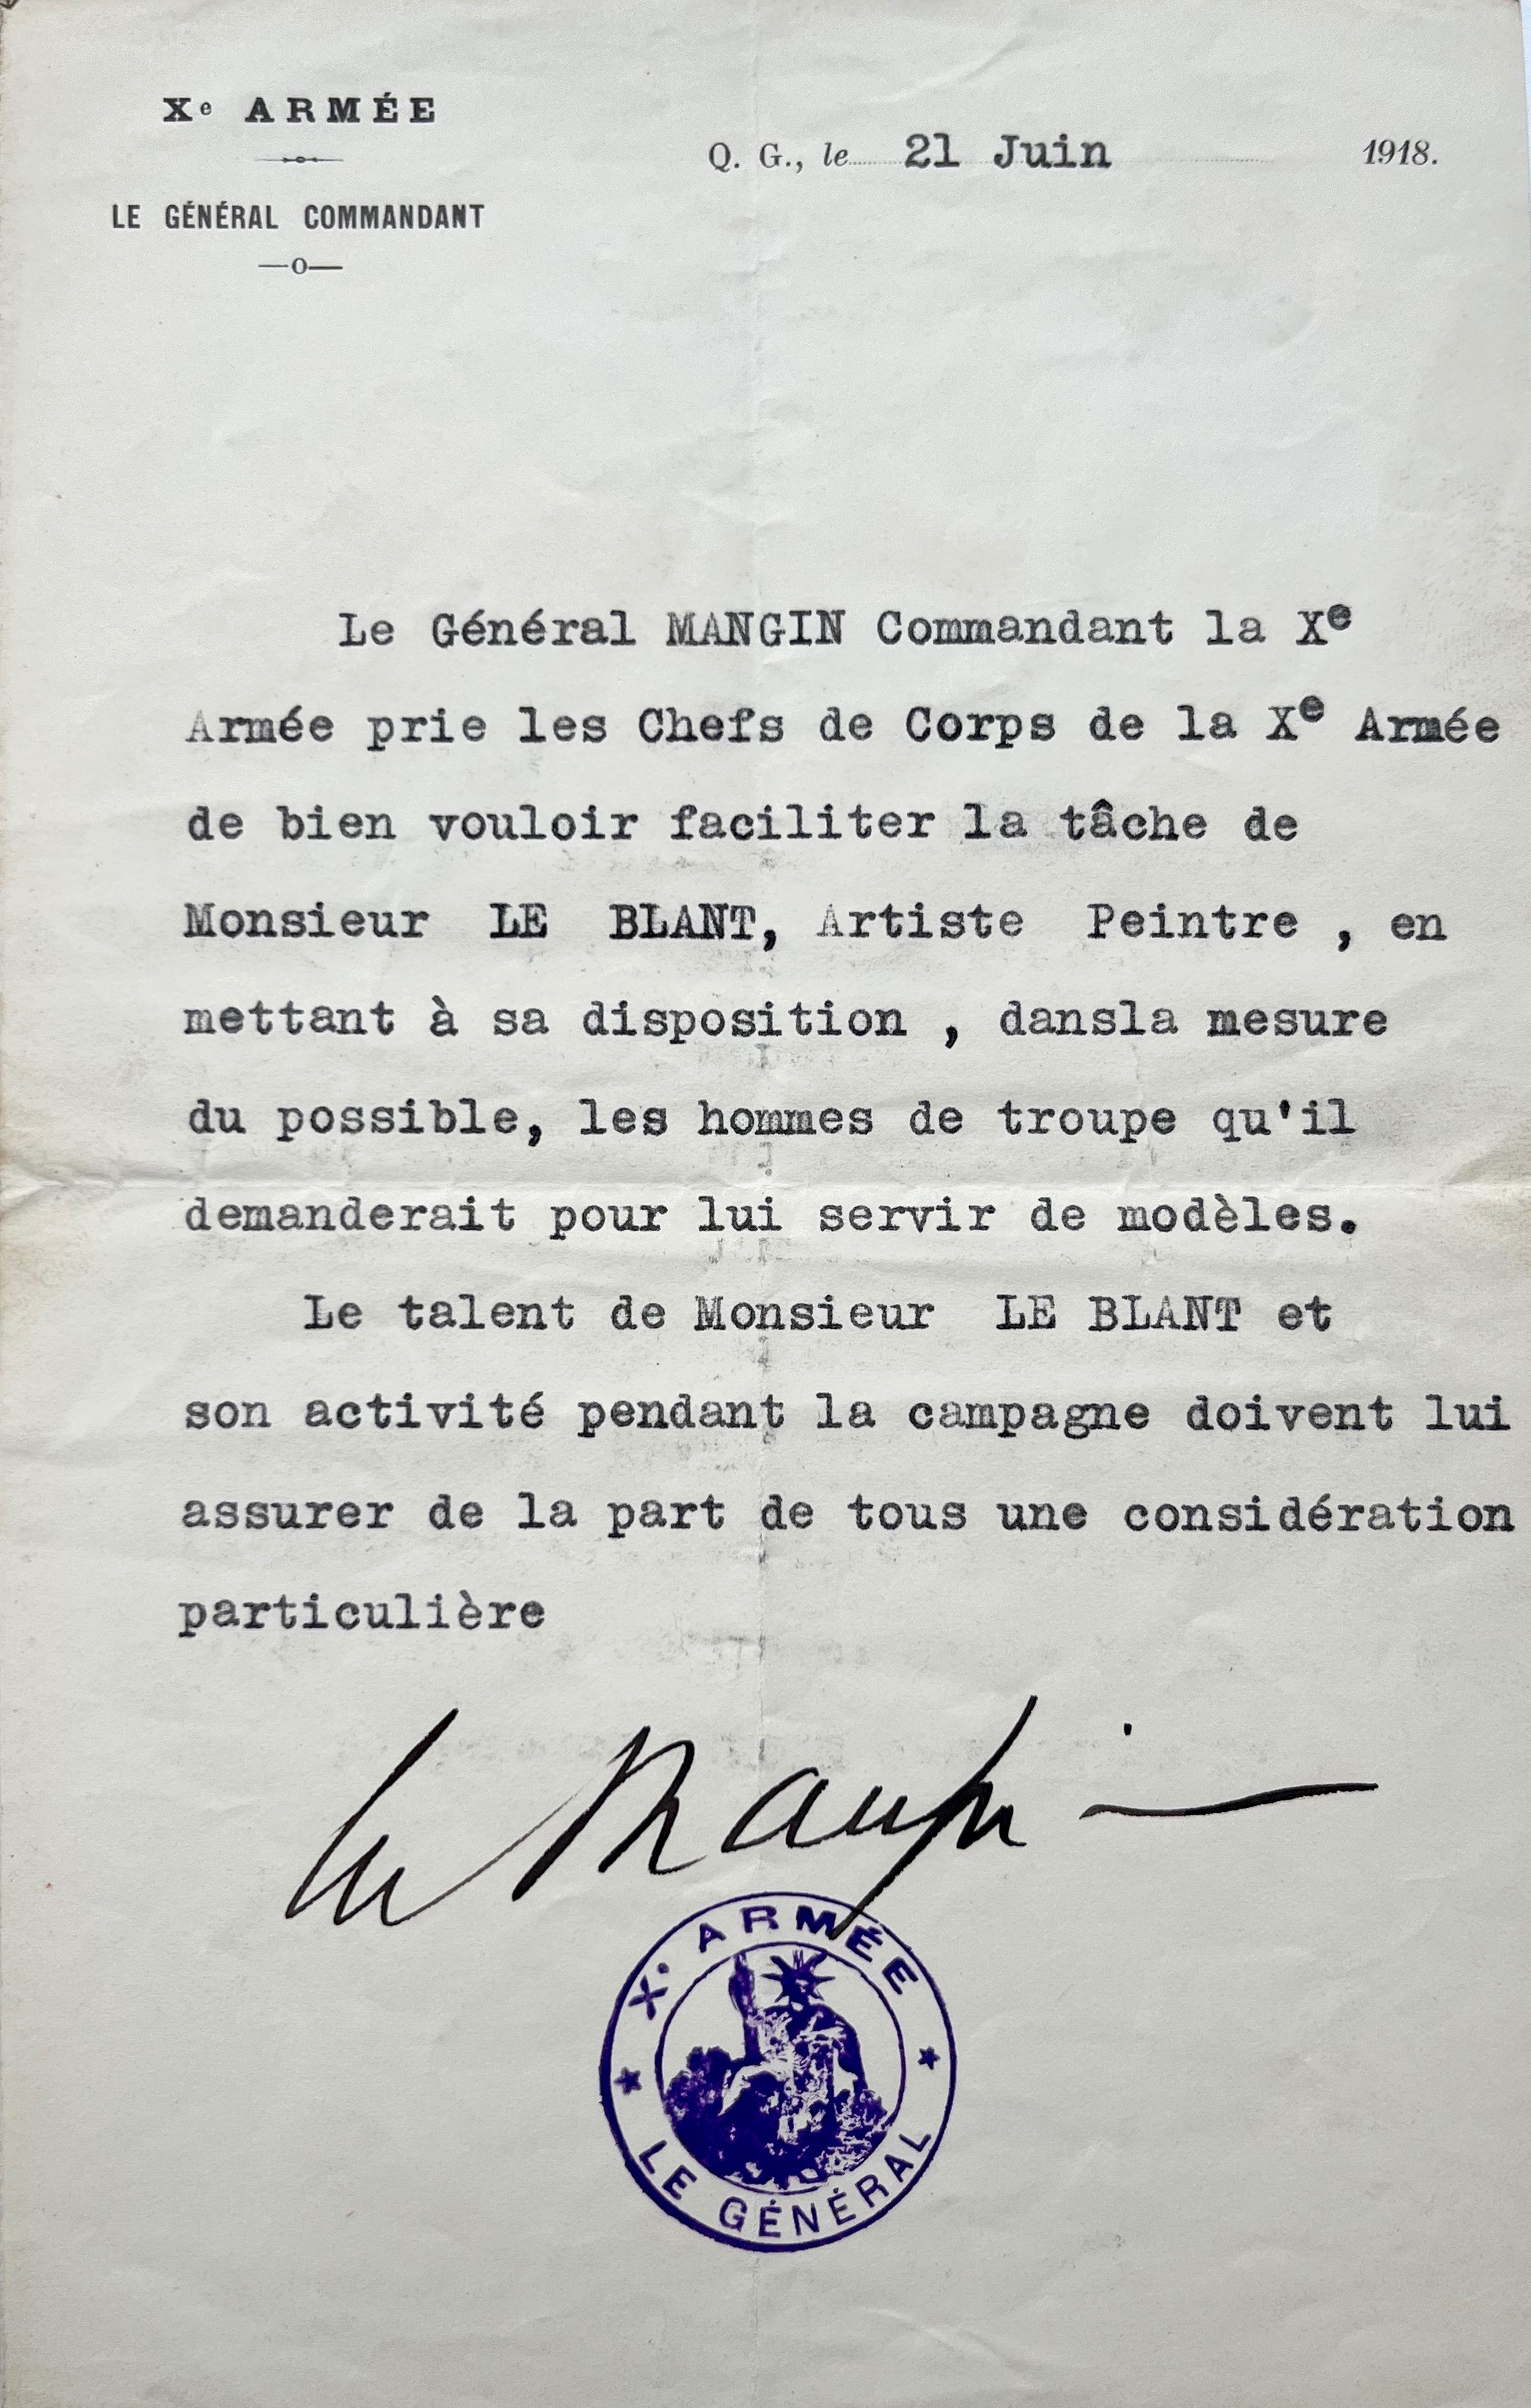 Xe ARMÉE
Q. G., le 21 Juin 1918.
LE GÉNÉRAL COMMANDANT
—o—
Le Général MANGIN Commandant la Xe
Armée prie les Chefs de Corps de la Xe Armée
de bien vouloir faciliter la tâche de
Monsieur LE BLANT, Artiste Peintre , en
mettant à sa disposition , dansla mesure
du possible, les hommes de troupe qu'il
demanderait pour lui servir de modèles.
Le talent de Monsieur LE BLANT et
son activité pendant la campagne doivent lui
assurer de la part de tous une considération
particulière
Mangin
Xe ARMÉE
LE GÉNÉRAL